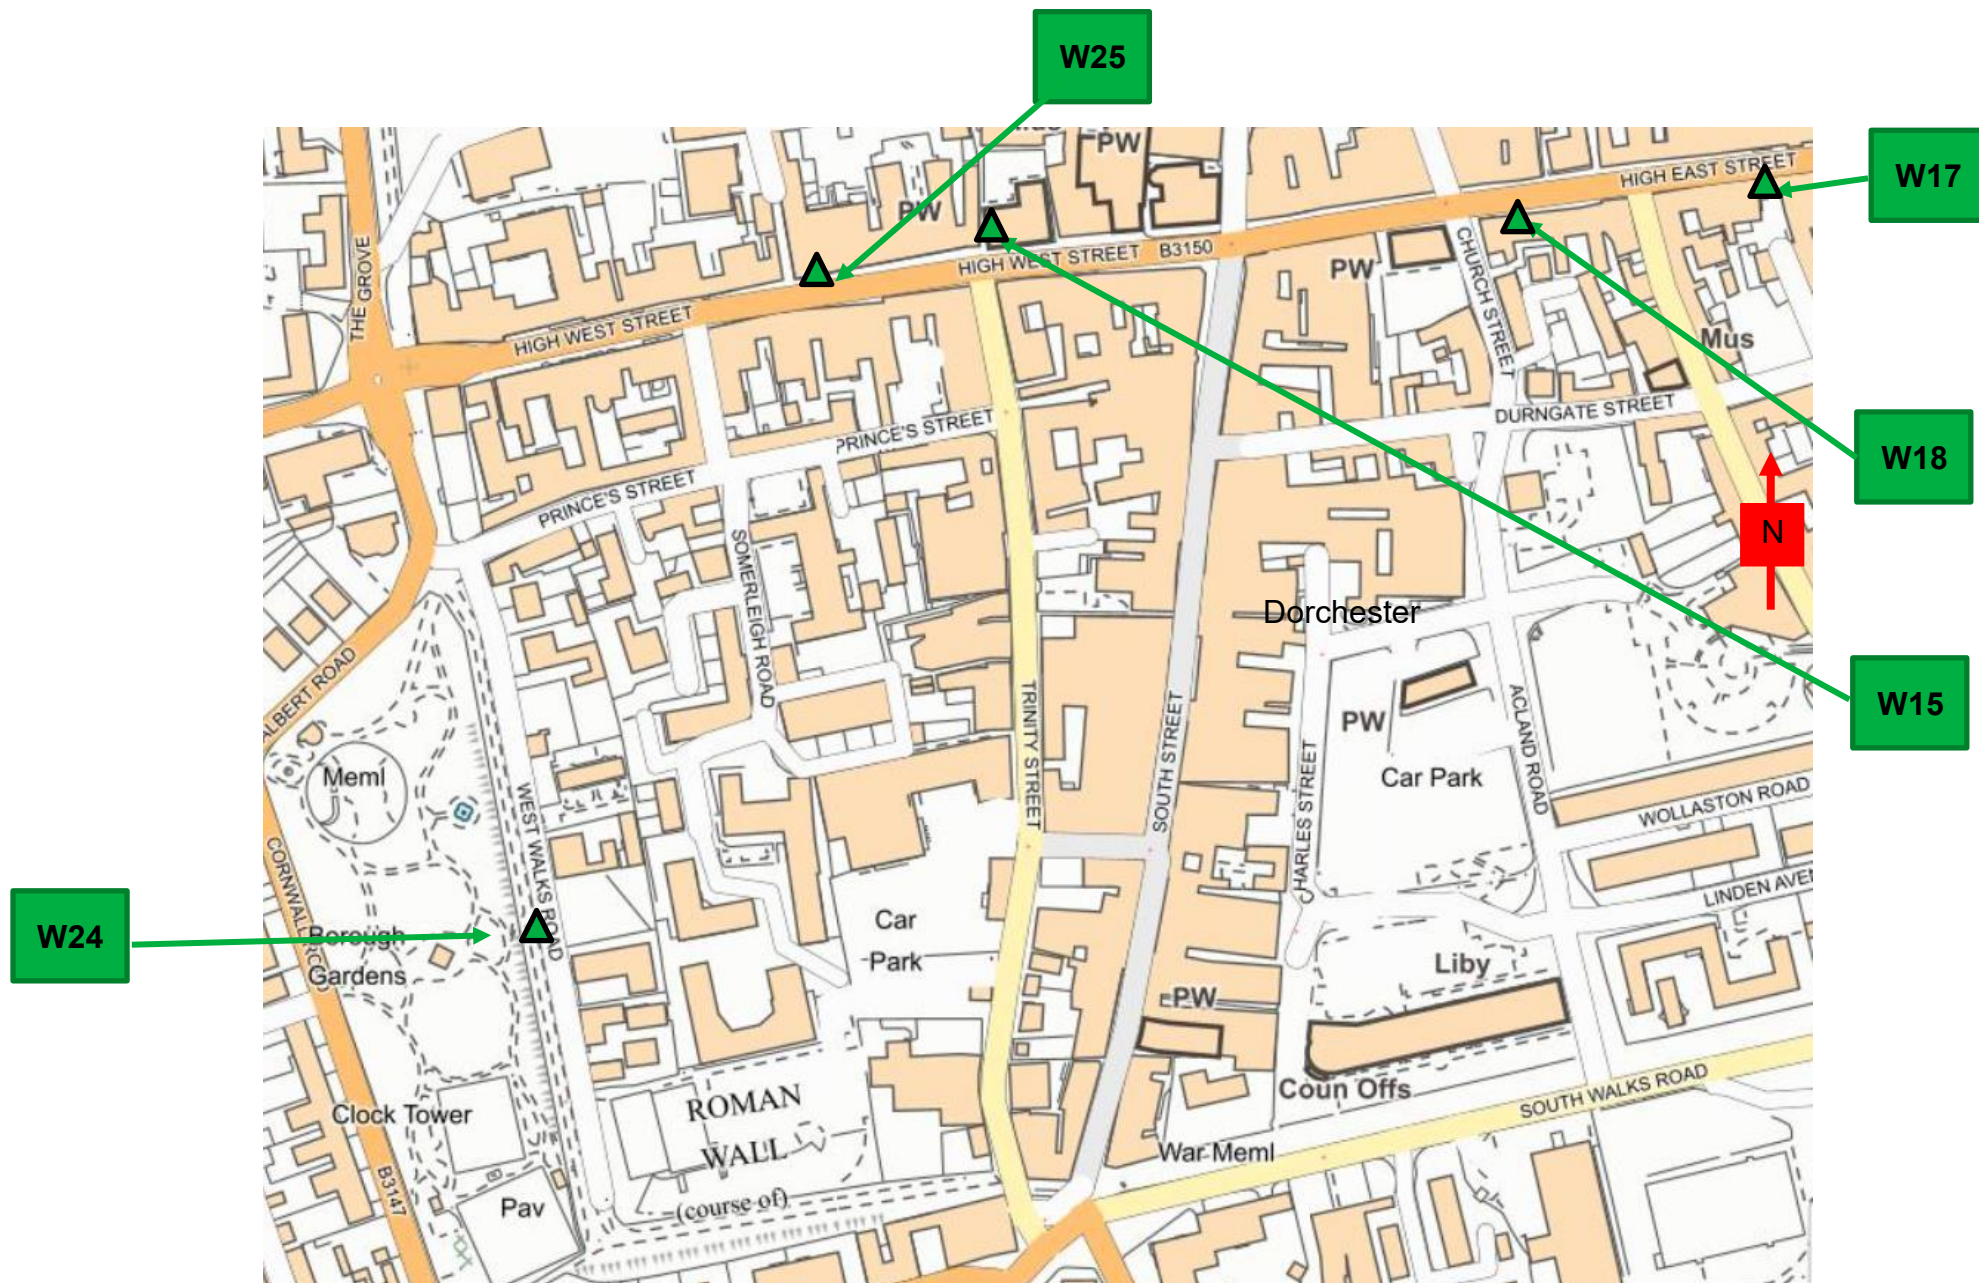 W25
PW
HIGH EAST STREET
W17
PW
THE GROVE
HIGH WEST STREET
B3150
PW
CHURCH STREET
HIGH WEST STREET
Mus
PRINCE'S STREET
DURNGATE STREET
W18
PRINCE'S STREET
N
SOMERLEIGH ROAD
Dorchester
ALBERT ROAD
TRINITY STREET
SOUTH STREET
PW
ACLAND ROAD
W15
Meml
WEST WALKS ROAD
CHARLES STREET
Car Park
WOLLASTON ROAD
CORNWALL
LINDEN AVEN
W24
Borough
Gardens
Car
Park
Liby
PW
Clock Tower
ROMAN
WALL
(course of)
Coun Offs
SOUTH WALKS ROAD
War Meml
B3147
Pav